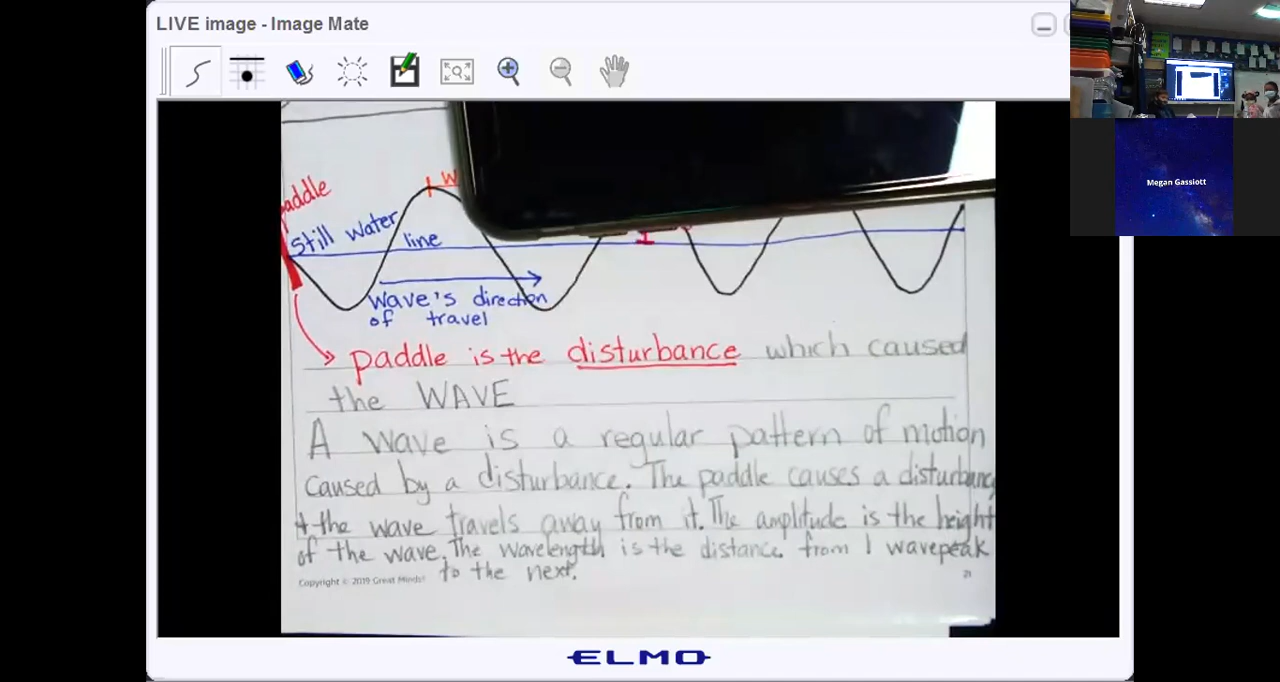 LIVE image - Image Mate
Megan Gassiott
paddle
W
Still water
line
Wave's direction
of travel
paddle is the disturbance which caused
the WAVE
A wave is a regular pattern of motion
caused by a disturbance. The paddle causes a disturbanc
+ the wave travels away from it. The amplitude is the height
of the wave. The wavelength is the distance from 1 wavepeak
to the next.
Copyright © 2019 Great Minds®
21
ELMO